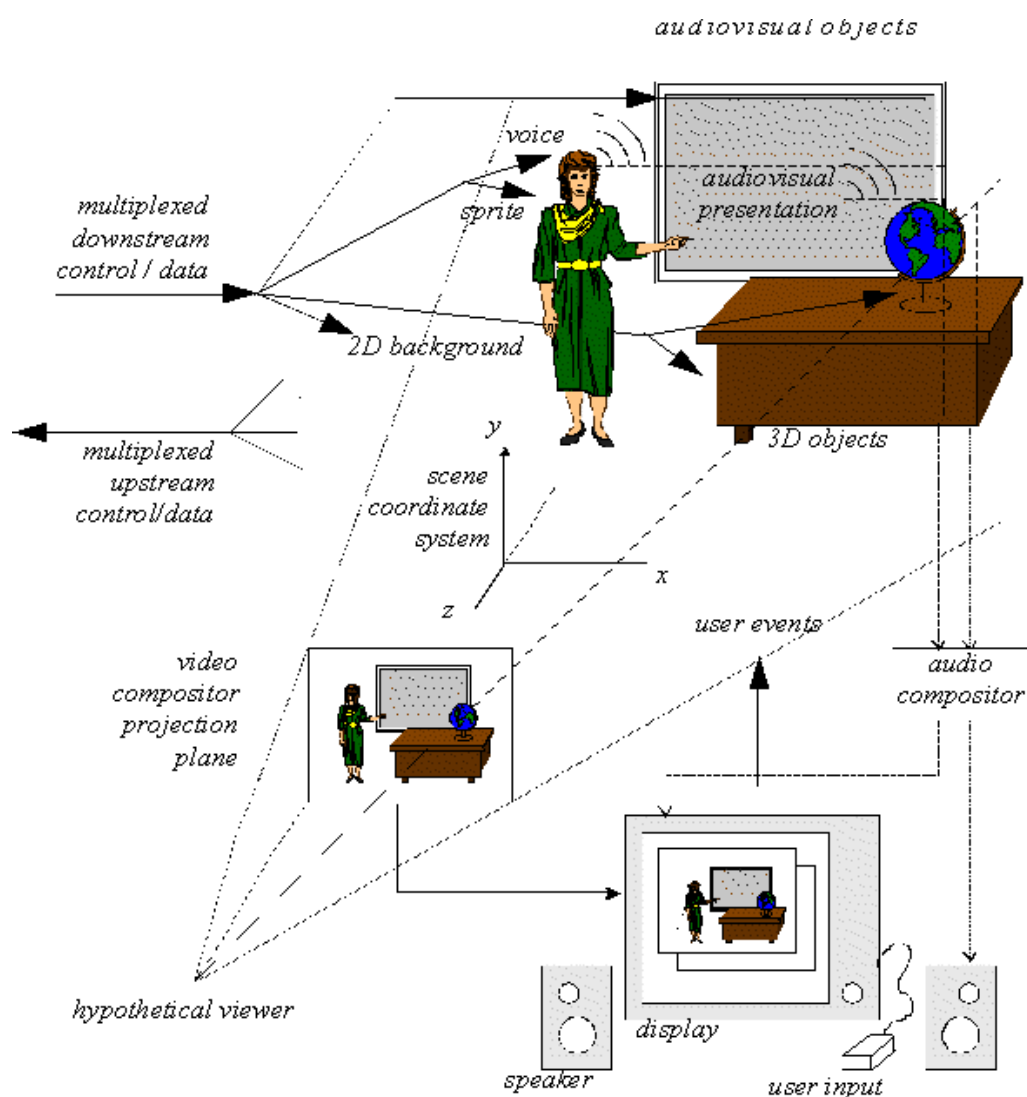 audiovisual objects
voice
sprite
audiovisual
presentation
multiplexed
downstream
control / data
2D background
3D objects
multiplexed
upstream
control/data
y
scene
coordinate
system
x
z
user events
video
compositor
projection
plane
audio
compositor
hypothetical viewer
display
speaker
user input